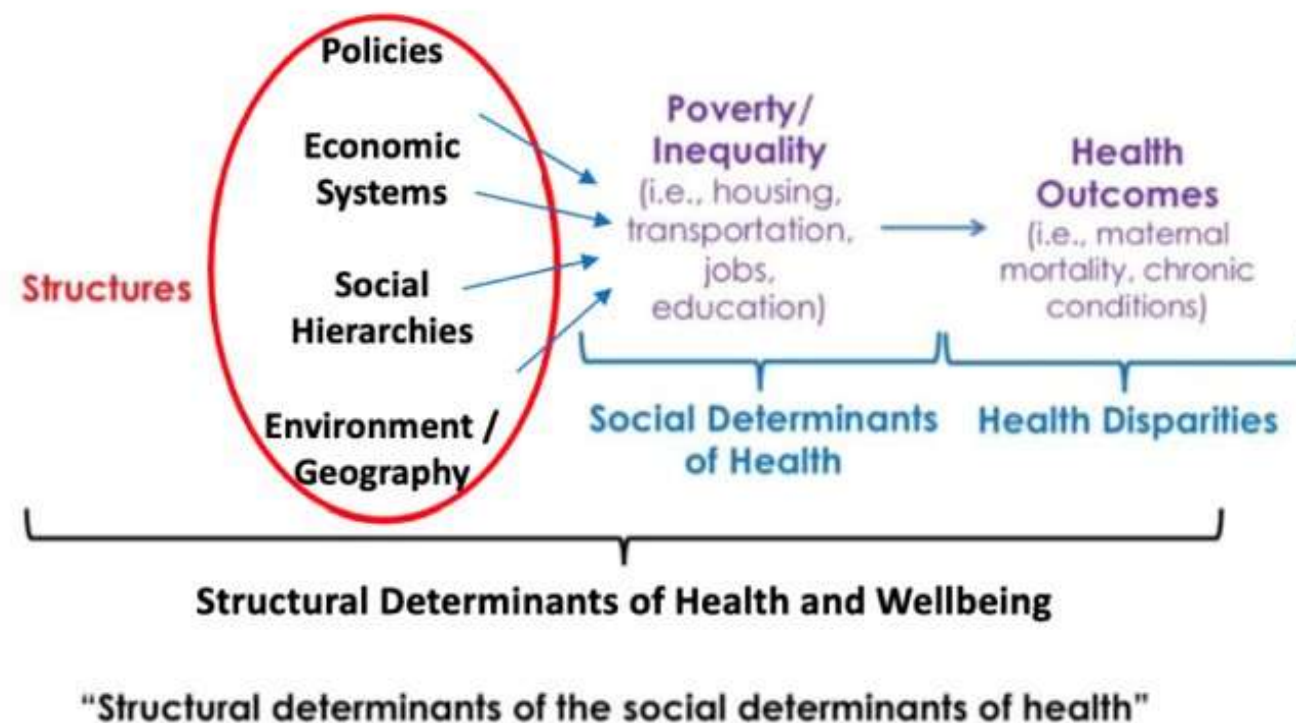 Structures
Policies
Economic
Systems
Social
Hierarchies
Environment /
Geography
Poverty/
Inequality
(i.e., housing,
transportation,
jobs,
education)
Social Determinants
of Health
Health
Outcomes
(i.e., maternal
mortality, chronic
conditions)
Health Disparities
Structural Determinants of Health and Wellbeing
“Structural determinants of the social determinants of health”